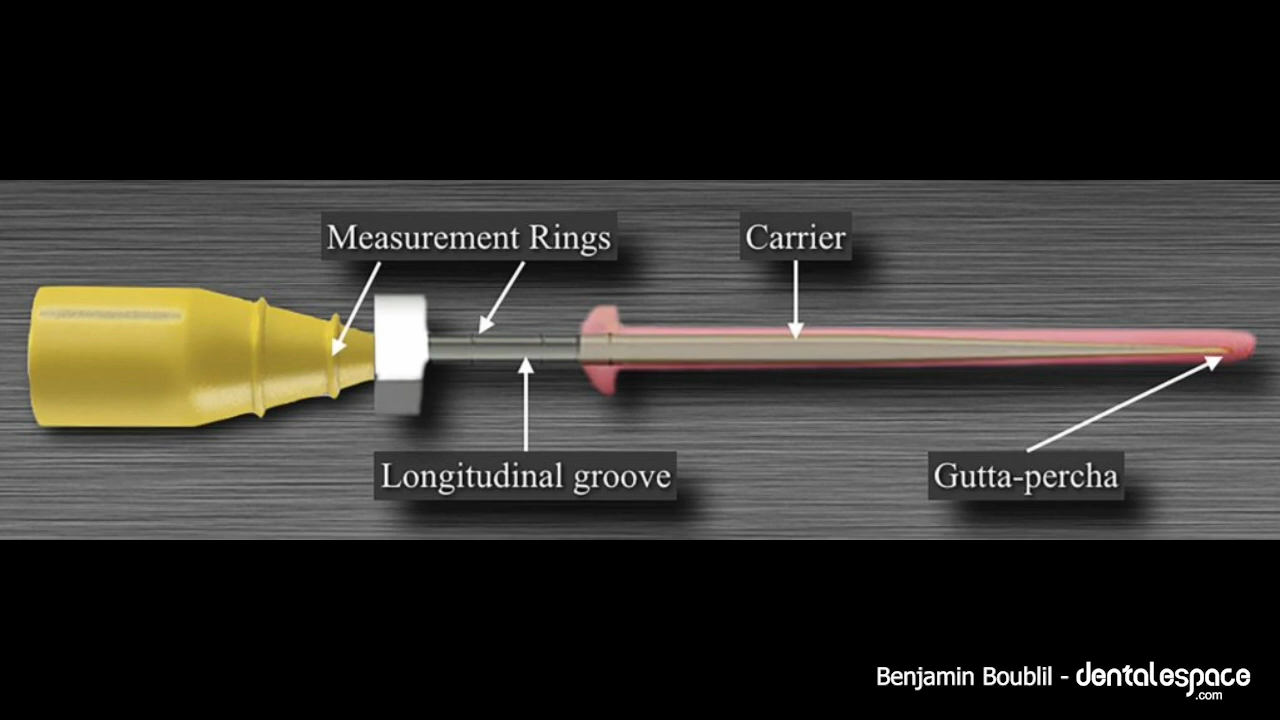 Measurement Rings
Carrier
Longitudinal groove
Gutta-percha
Benjamin Boublil - dentalespace
.com